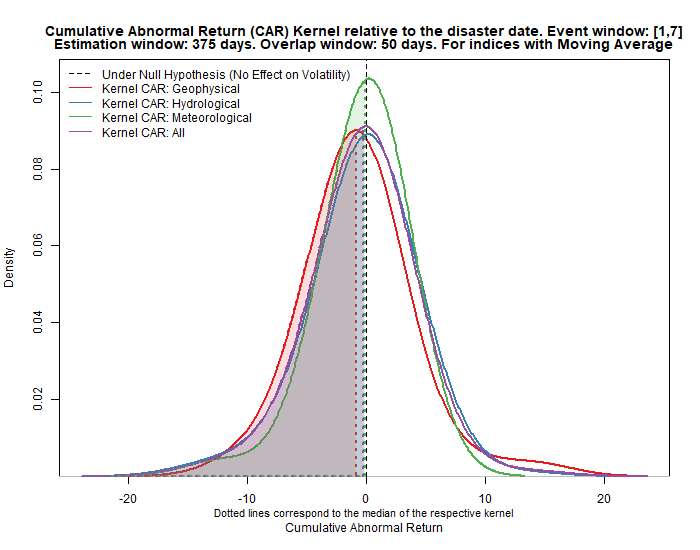 Cumulative Abnormal Return (CAR) Kernel relative to the disaster date. Event window: [1,7]
Estimation window: 375 days. Overlap window: 50 days. For indices with Moving Average
Under Null Hypothesis (No Effect on Volatility)
Kernel CAR: Geophysical
Kernel CAR: Hydrological
Kernel CAR: Meteorological
Kernel CAR: All
0.10
0.08
0.06
0.04
0.02
Density
-20 -10 0 10 20
Dotted lines correspond to the median of the respective kernel
Cumulative Abnormal Return